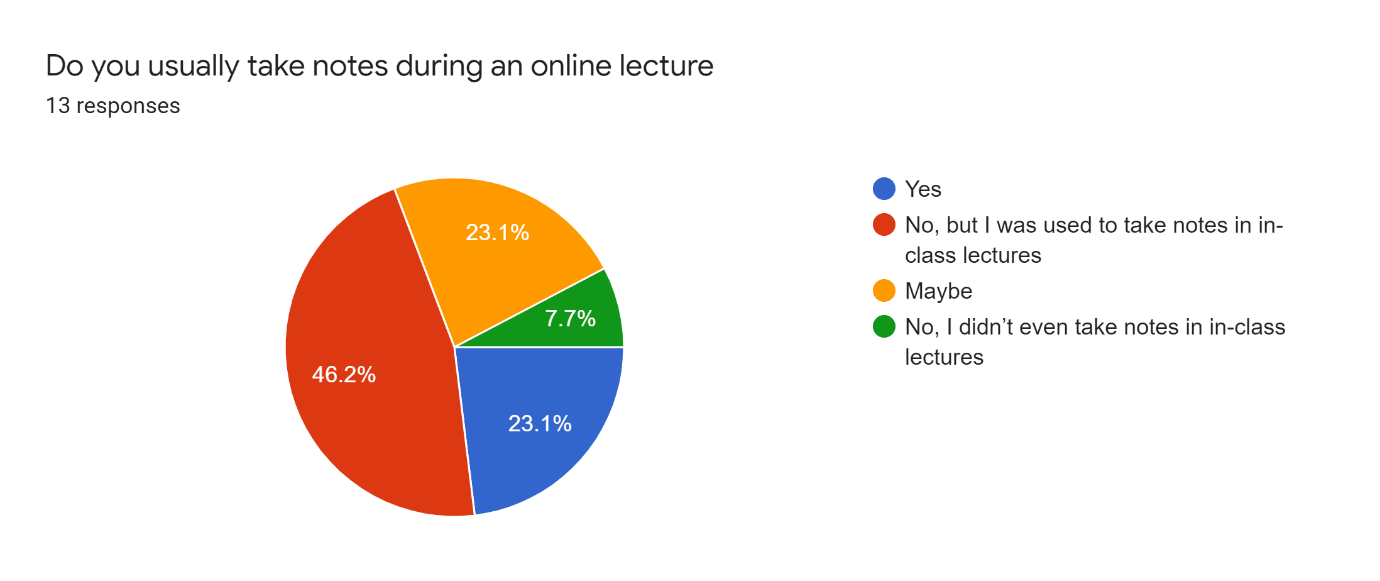 Do you usually take notes during an online lecture
13 responses
23.1%
7.7%
46.2%
23.1%
Yes
No, but I was used to take notes in in-
class lectures
Maybe
No, I didn’t even take notes in in-class
lectures